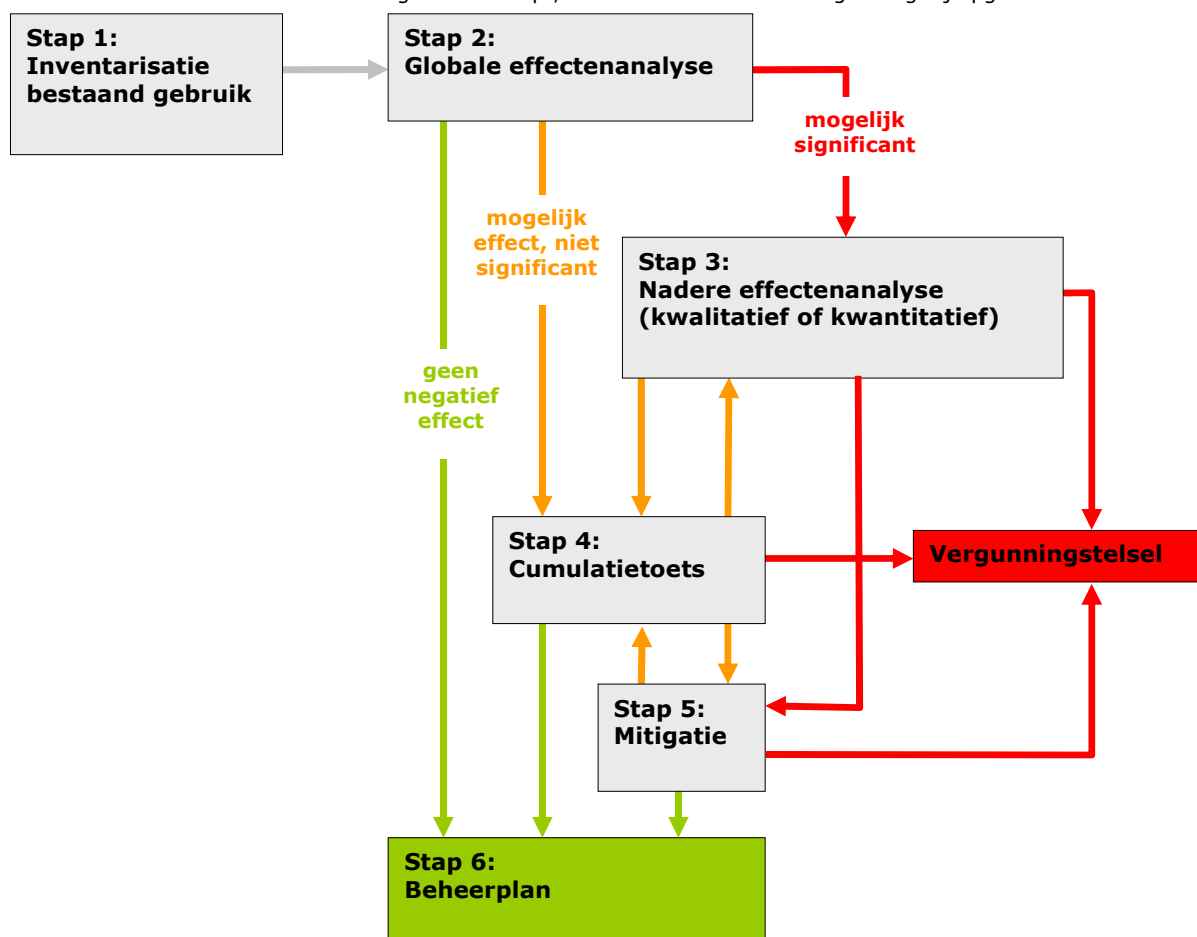 Stap 1:
Inventarisatie
bestaand gebruik
Stap 2:
Globale effectenanalyse
mogelijk
significant
mogelijk
effect, niet
significant
Stap 3:
Nadere effectenanalyse
(kwalitatief of kwantitatief)
geen
negatief
effect
Stap 4:
Cumulatietoets
Vergunningstelsel
Stap 5:
Mitigatie
Stap 6:
Beheerplan